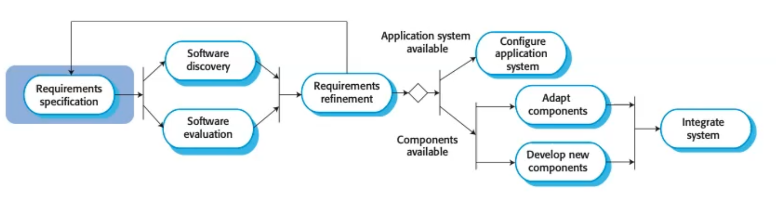 Requirements
specification
Software
discovery
Software
evaluation
Requirements
refinement
Application system
available
Configure
application
system
Components
available
Adapt
components
Develop new
components
Integrate
system